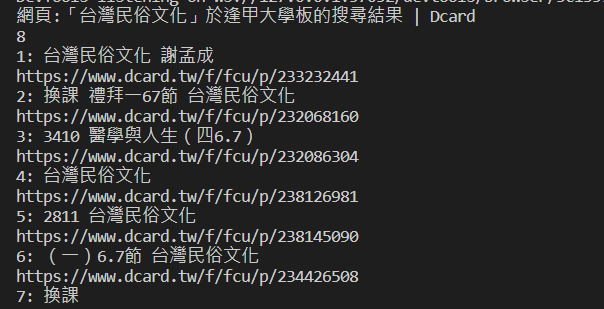 網頁:「台灣民俗文化」於逢甲大學板的搜尋結果 | Dcard
8
1: 台灣民俗文化 謝孟成
https://www.dcard.tw/f/fcu/p/233232441
2: 換課 禮拜一67節 台灣民俗文化
https://www.dcard.tw/f/fcu/p/232068160
3: 3410 醫學與人生（四6.7）
https://www.dcard.tw/f/fcu/p/232086304
4: 台灣民俗文化
https://www.dcard.tw/f/fcu/p/238126981
5: 2811 台灣民俗文化
https://www.dcard.tw/f/fcu/p/238145090
6: （一）6.7節 台灣民俗文化
https://www.dcard.tw/f/fcu/p/234426508
7: 換課